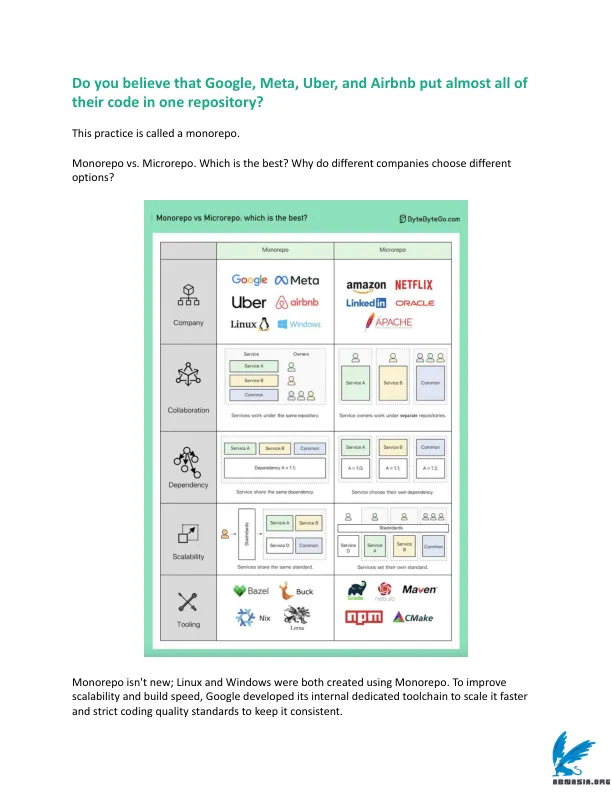 Do you believe that Google, Meta, Uber, and Airbnb put almost all of
their code in one repository?
This practice is called a monorepo.
Monorepo vs. Microrepo. Which is the best? Why do different companies choose different
options?
Monorepo vs Microrepo: which is the best?
ByteByteGo.com
Monorepo
Microrepo
Company
Google
Meta
Uber
airbnb
Linux
Windows
amazon
NETFLIX
LinkedIn
ORACLE
APACHE
Collaboration
Service
Owners
Service A
Service B
Common
Services work under the same repository.
Service A
Service B
Common
Service owners work under separate repositories.
Dependency
Service A
Service B
Common
Dependency A = 1.1;
Service share the same dependency.
Service A
Service B
Common
A = 1.0;
A = 1.1;
A = 1.2;
Service choose their own dependency.
Scalability
Standards
Service A
Service B
Service D
Common
Services share the same standard.
Standards
Service
D
Service
A
Service
B
Common
Services set their own standard.
Tooling
Bazel
Buck
Nix
Lerna
Gradle
nebula
Maven
npm
CMake
Monorepo isn't new; Linux and Windows were both created using Monorepo. To improve
scalability and build speed, Google developed its internal dedicated toolchain to scale it faster
and strict coding quality standards to keep it consistent.
ABNASIA.ORG